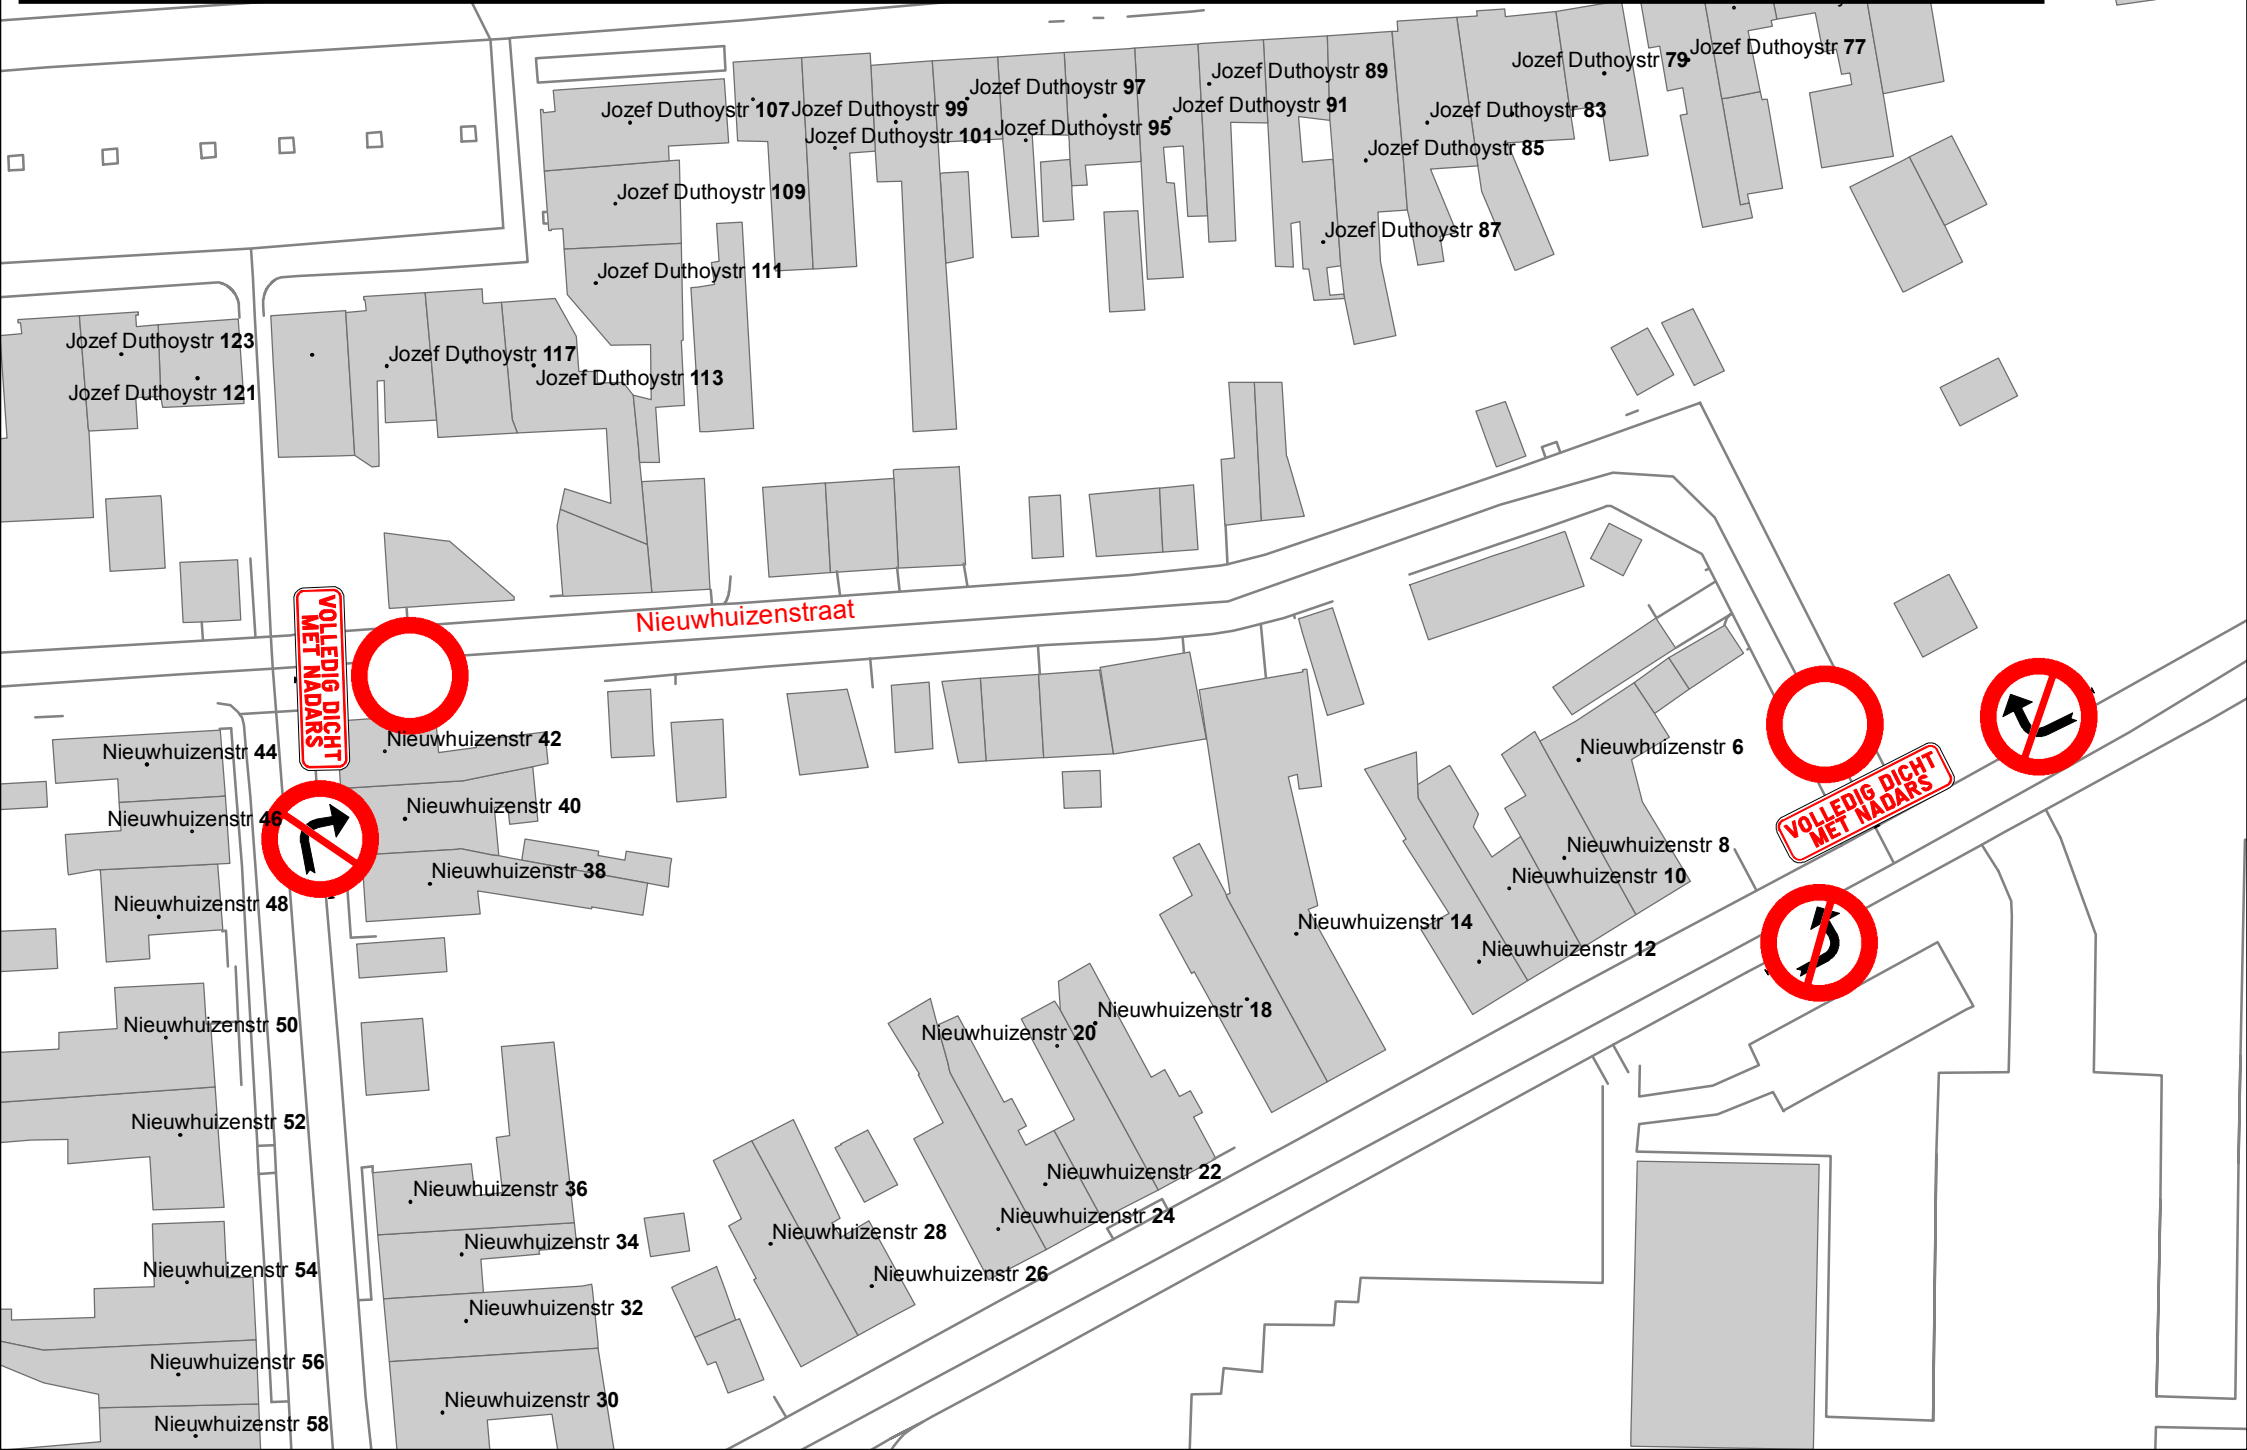 Jozef Duthoystr 79
Jozef Duthoystr 77
Jozef Duthoystr 89
Jozef Duthoystr 97
Jozef Duthoystr 91
Jozef Duthoystr 107
Jozef Duthoystr 99
Jozef Duthoystr 83
Jozef Duthoystr 101
Jozef Duthoystr 95
Jozef Duthoystr 85
Jozef Duthoystr 109
Jozef Duthoystr 87
Jozef Duthoystr 111
Jozef Duthoystr 123
Jozef Duthoystr 117
Jozef Duthoystr 113
Jozef Duthoystr 121
Nieuwhuizenstraat
VOLLEDIG DICHT
MET NADARS
Nieuwhuizenstr 42
Nieuwhuizenstr 44
Nieuwhuizenstr 6
VOLLEDIG DICHT
MET NADARS
Nieuwhuizenstr 40
Nieuwhuizenstr 46
Nieuwhuizenstr 8
Nieuwhuizenstr 38
Nieuwhuizenstr 10
Nieuwhuizenstr 48
Nieuwhuizenstr 14
Nieuwhuizenstr 12
Nieuwhuizenstr 18
Nieuwhuizenstr 50
Nieuwhuizenstr 20
Nieuwhuizenstr 52
Nieuwhuizenstr 22
Nieuwhuizenstr 36
Nieuwhuizenstr 24
Nieuwhuizenstr 28
Nieuwhuizenstr 34
Nieuwhuizenstr 54
Nieuwhuizenstr 26
Nieuwhuizenstr 32
Nieuwhuizenstr 56
Nieuwhuizenstr 30
Nieuwhuizenstr 58